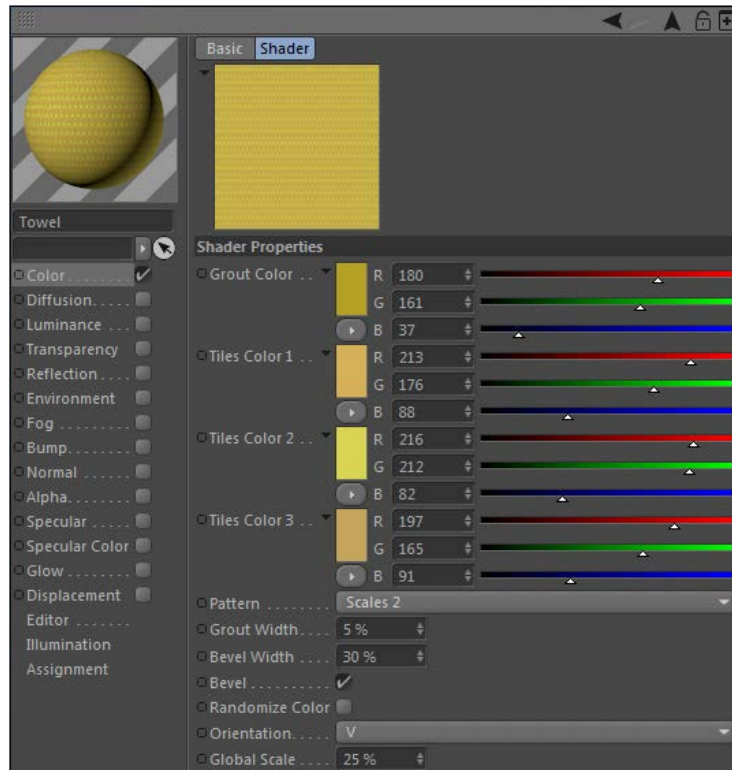 Basic Shader
Towel
Shader Properties
Color
Diffusion
Luminance
Transparency
Reflection
Environment
Fog
Bump
Normal
Alpha
Specular
Specular Color
Glow
Displacement
Editor
Illumination
Assignment
Grout Color R 180
G 161
B 37
Tiles Color 1 R 213
G 176
B 88
Tiles Color 2 R 216
G 212
B 82
Tiles Color 3 R 197
G 165
B 91
Pattern Scales 2
Grout Width 5 %
Bevel Width 30 %
Bevel
Randomize Color
Orientation V
Global Scale 25 %